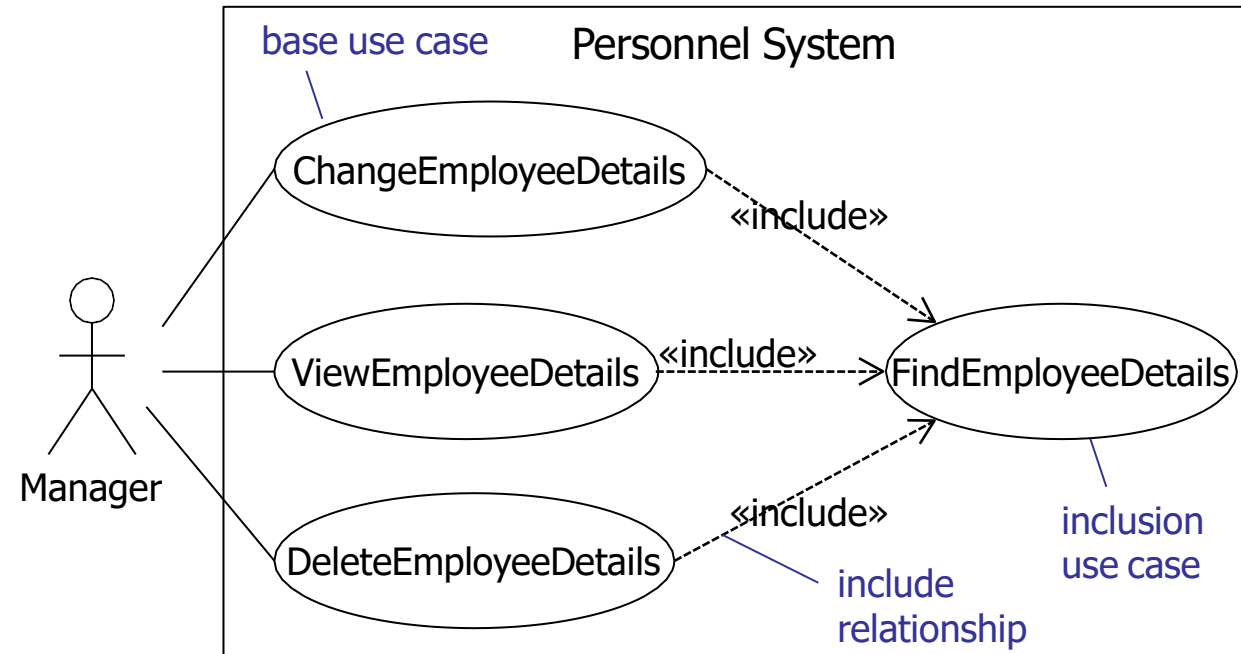 base use case
Personnel System
ChangeEmployeeDetails
«include»
ViewEmployeeDetails
«include»
FindEmployeeDetails
Manager
«include»
DeleteEmployeeDetails
inclusion
use case
include
relationship